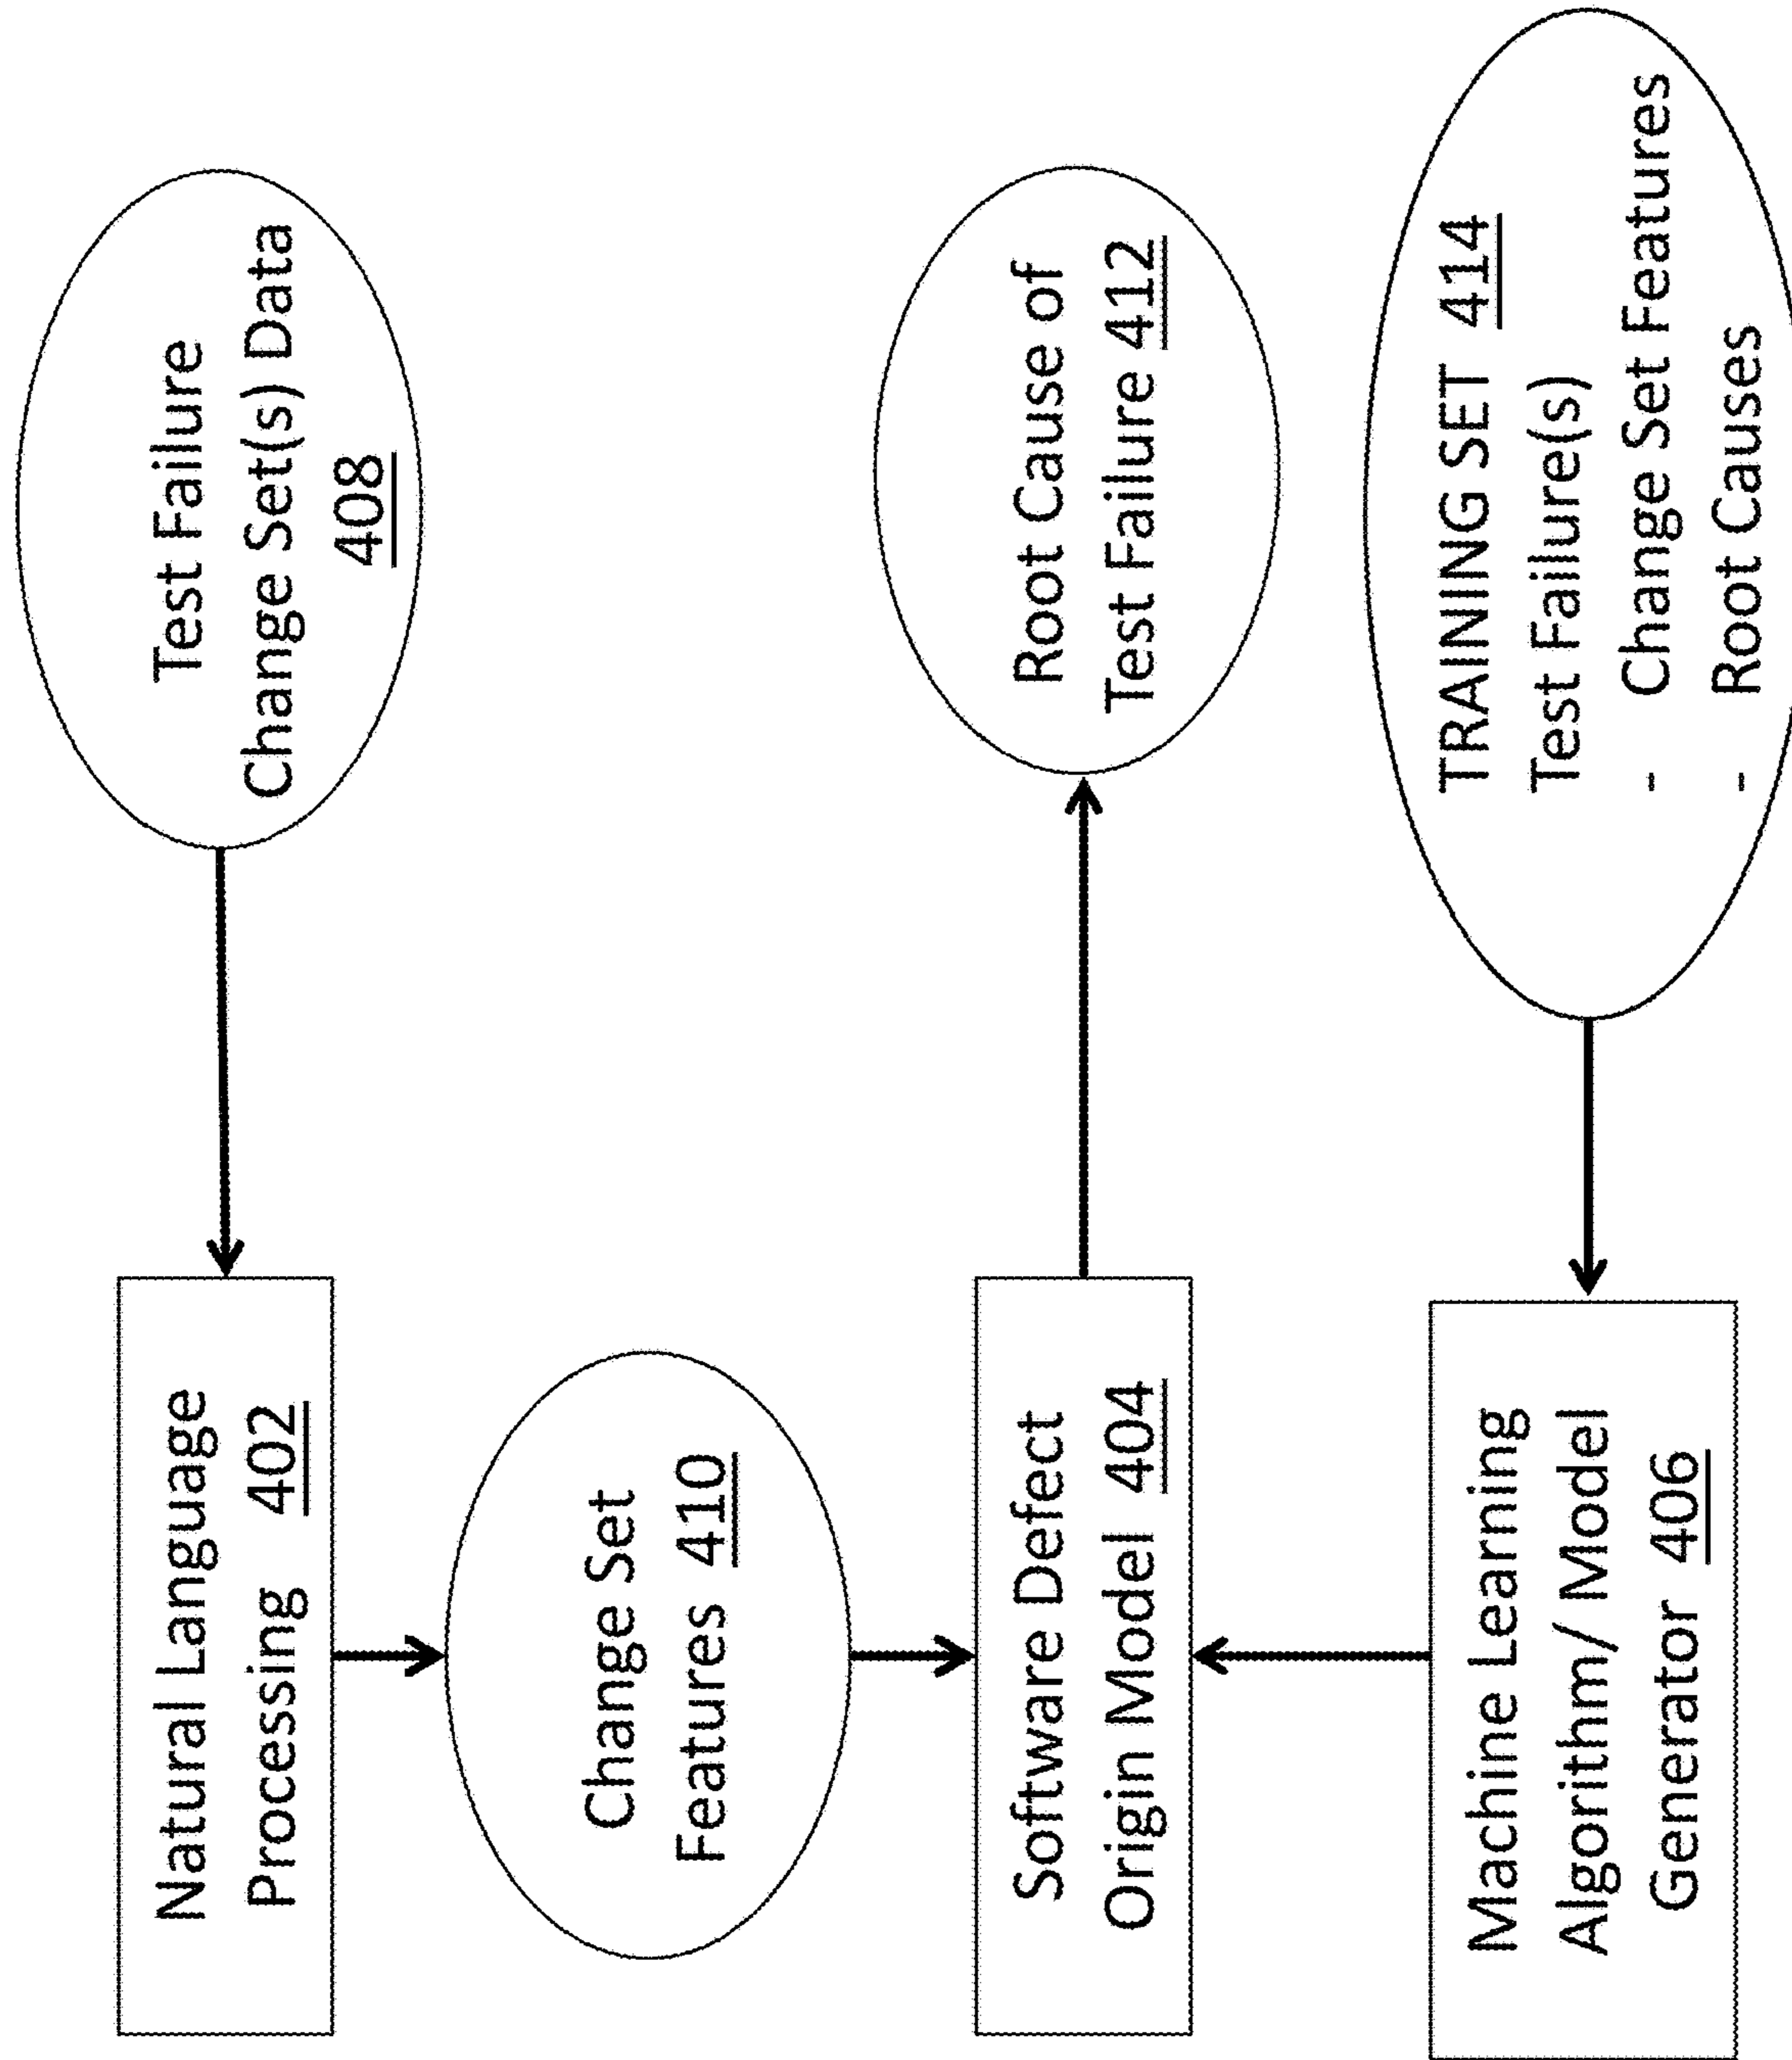 Natural Language
Processing 402
Test Failure
Change Set(s) Data
408
Change Set
Features 410
Software Defect
Origin Model 404
Root Cause of
Test Failure 412
Machine Learning
Algorithm/ Model
Generator 406
TRAINING SET 414
Test Failure(s)
- Change Set Features
- Root Causes